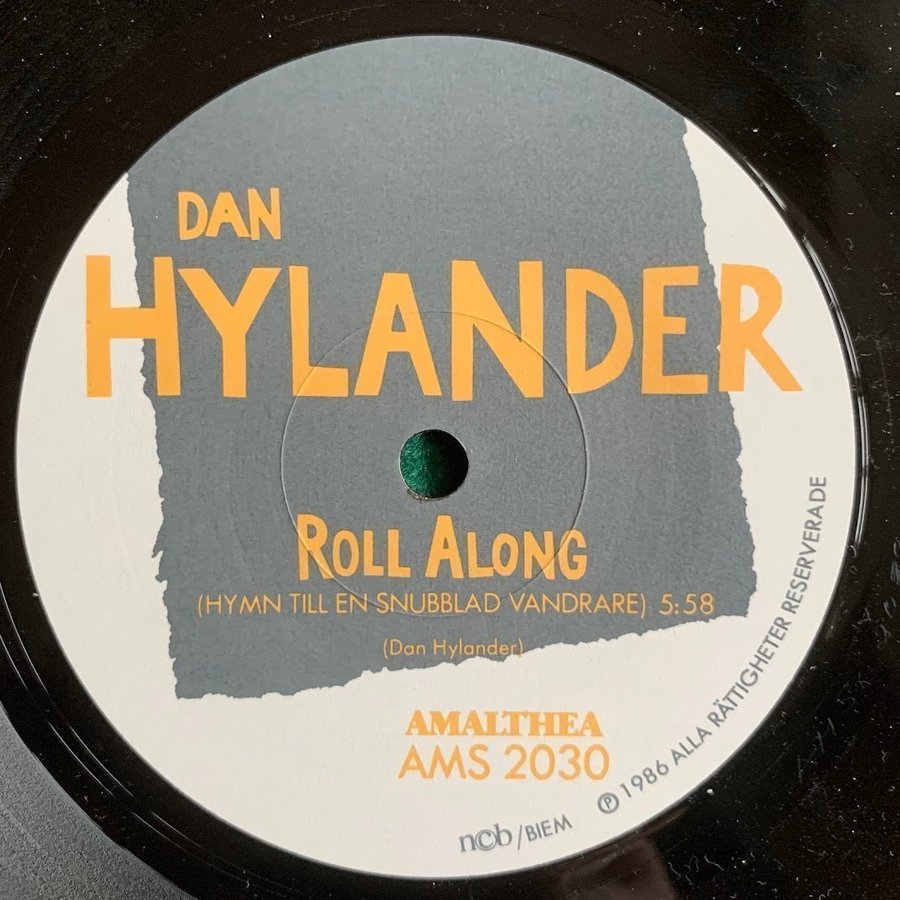 DAN
HYLANDER
ROLL ALONG
(HYMN TILL EN SNUBBLAD VANDRARE) 5:58
(Dan Hylander)
AMALTHEA
AMS 2030
n©b/BIEM
Ⓟ 1986 ALLA RÄTTIGHETER RESERVERADE